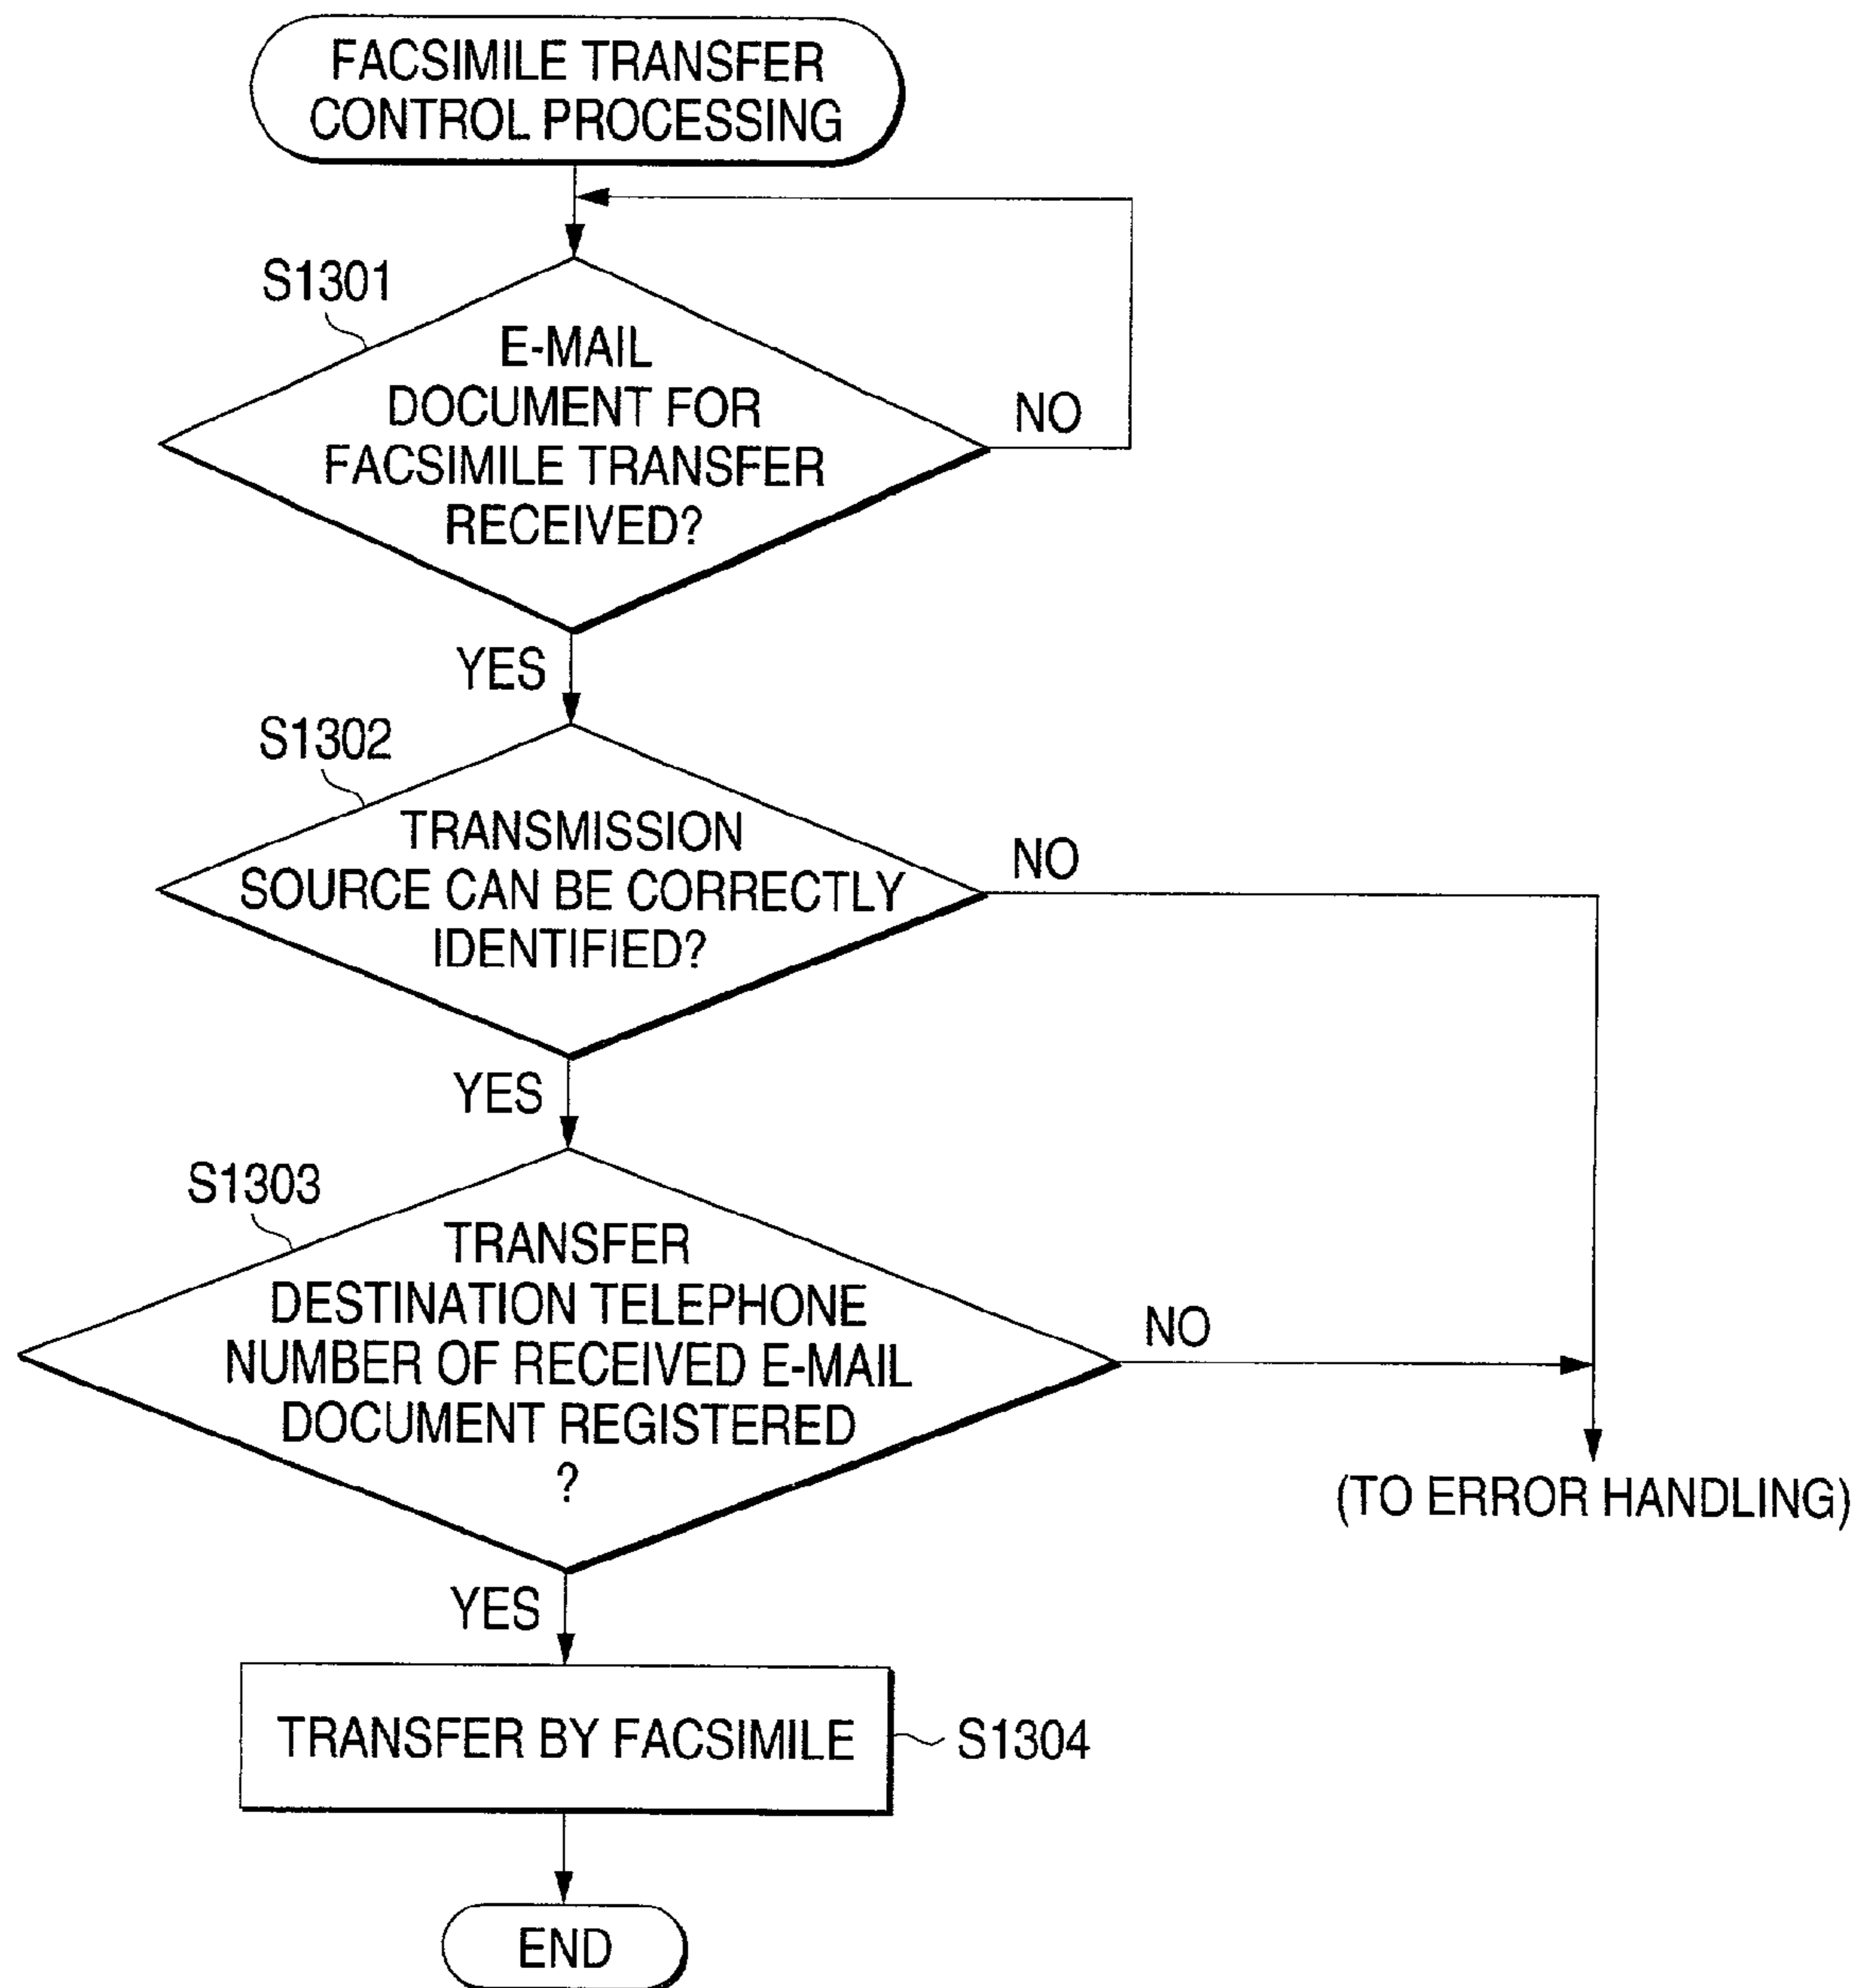 FACSIMILE TRANSFER
CONTROL PROCESSING
S1301
E-MAIL
DOCUMENT FOR
FACSIMILE TRANSFER
RECEIVED?
NO
YES
S1302
TRANSMISSION
SOURCE CAN BE CORRECTLY
IDENTIFIED?
NO
YES
S1303
TRANSFER
DESTINATION TELEPHONE
NUMBER OF RECEIVED E-MAIL
DOCUMENT REGISTERED
?
NO
(TO ERROR HANDLING)
YES
TRANSFER BY FACSIMILE
S1304
END